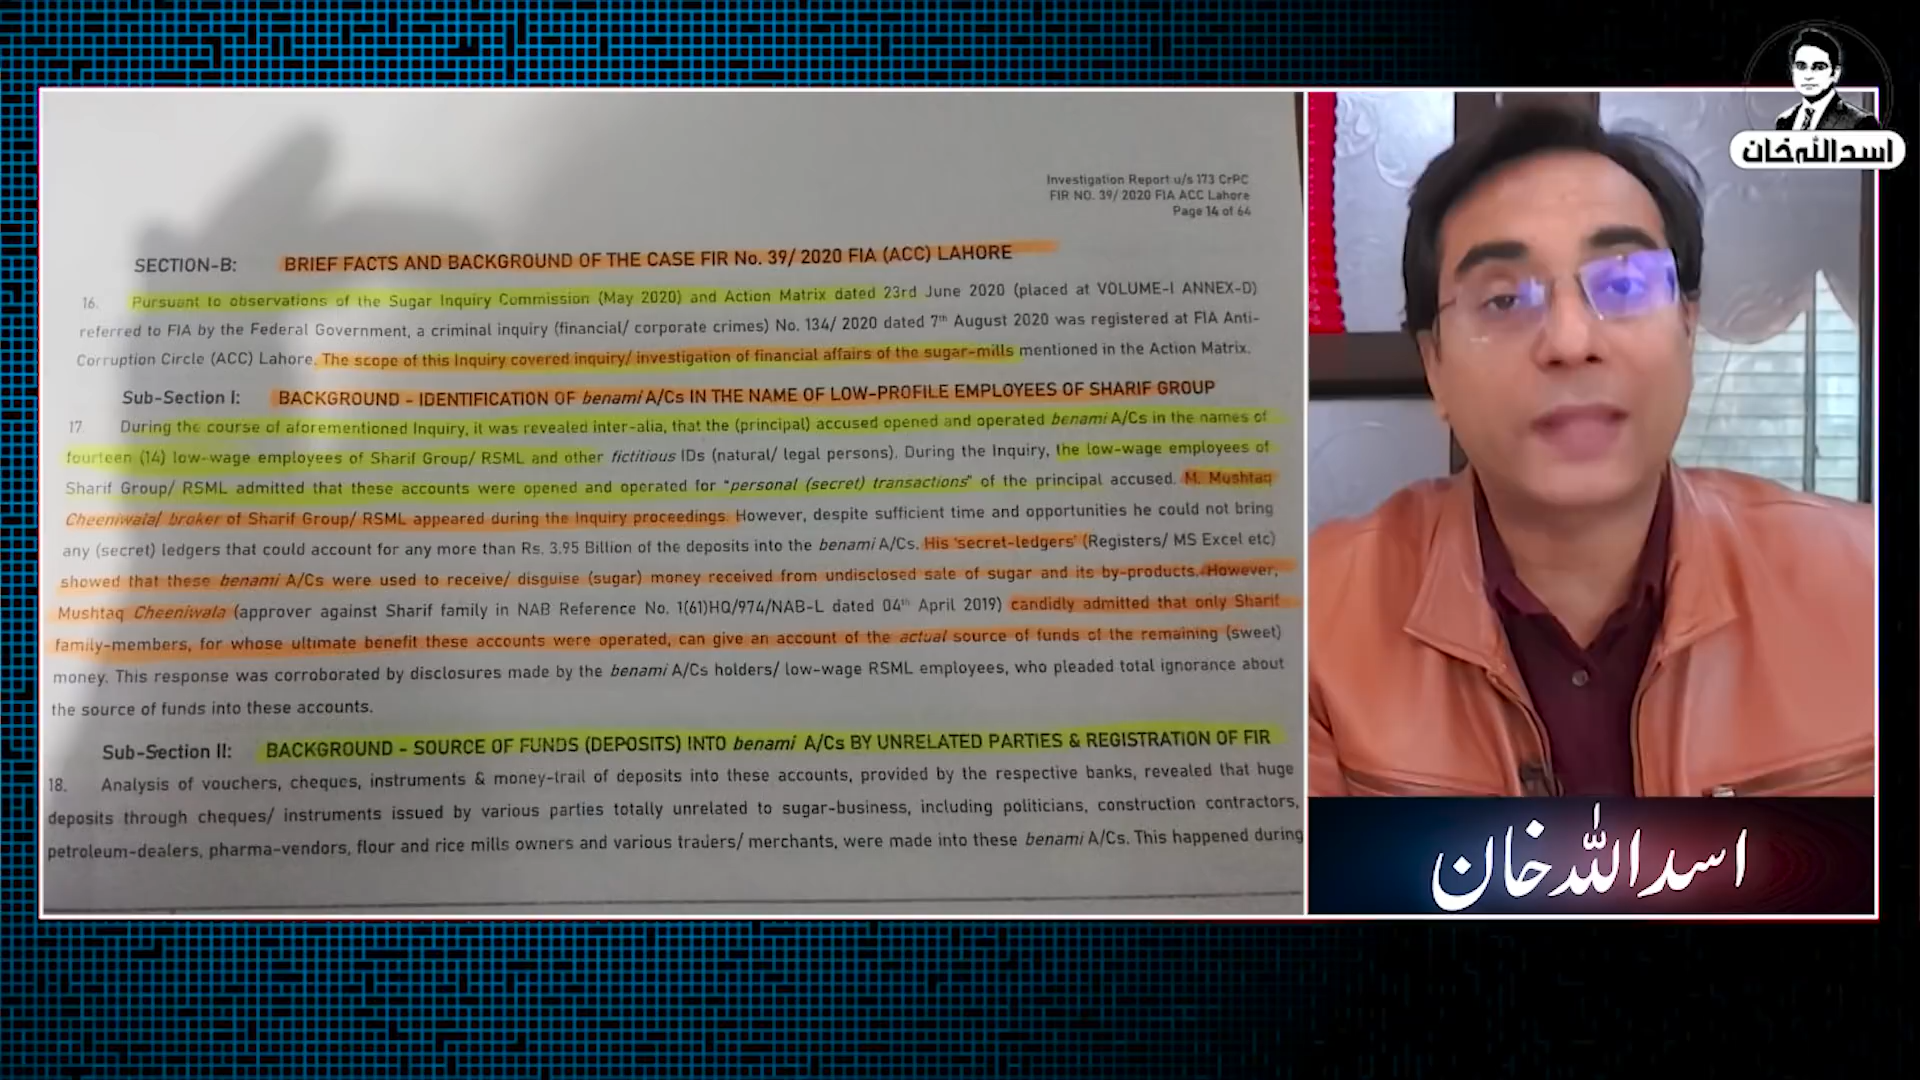 اسداللہ خان
Investigation Report u/s 173 CrPC
FIR NO. 39/ 2020 FIA ACC Lahore
Page 14 of 64
SECTION-B: BRIEF FACTS AND BACKGROUND OF THE CASE FIR No. 39/ 2020 FIA (ACC) LAHORE
16. Pursuant to observations of the Sugar Inquiry Commission (May 2020) and Action Matrix dated 23rd June 2020 (placed at VOLUME-I ANNEX-D)
referred to FIA by the Federal Government, a criminal inquiry (financial/ corporate crimes) No. 134/ 2020 dated 7th August 2020 was registered at FIA Anti-
Corruption Circle (ACC) Lahore. The scope of this Inquiry covered inquiry/ investigation of financial affairs of the sugar-mills mentioned in the Action Matrix.
Sub-Section I: BACKGROUND - IDENTIFICATION OF benami A/Cs IN THE NAME OF LOW-PROFILE EMPLOYEES OF SHARIF GROUP
17. During the course of aforementioned Inquiry, it was revealed inter-alia, that the (principal) accused opened and operated benami A/Cs in the names of
fourteen (14) low-wage employees of Sharif Group/ RSML and other fictitious IDs (natural/ legal persons). During the Inquiry, the low-wage employees of
Sharif Group/ RSML admitted that these accounts were opened and operated for "personal (secret) transactions" of the principal accused. M. Mushtaq
Cheeniwala/ broker of Sharif Group/ RSML appeared during the Inquiry proceedings. However, despite sufficient time and opportunities he could not bring
any (secret) ledgers that could account for any more than Rs. 3.95 Billion of the deposits into the benami A/Cs. His 'secret-ledgers' (Registers/ MS Excel etc)
showed that these benami A/Cs were used to receive/ disguise (sugar) money received from undisclosed sale of sugar and its by-products. However,
Mushtaq Cheeniwala (approver against Sharif family in NAB Reference No. 1(61)HQ/974/NAB-L dated 04th April 2019) candidly admitted that only Sharif
family-members, for whose ultimate benefit these accounts were operated, can give an account of the actual source of funds of the remaining (sweet)
money. This response was corroborated by disclosures made by the benami A/Cs holders/ low-wage RSML employees, who pleaded total ignorance about
the source of funds into these accounts.
Sub-Section II: BACKGROUND - SOURCE OF FUNDS (DEPOSITS) INTO benami A/Cs BY UNRELATED PARTIES & REGISTRATION OF FIR
18. Analysis of vouchers, cheques, instruments & money-trail of deposits into these accounts, provided by the respective banks, revealed that huge
deposits through cheques/ instruments issued by various parties totally unrelated to sugar-business, including politicians, construction contractors,
petroleum-dealers, pharma-vendors, flour and rice mills owners and various traders/ merchants, were made into these benami A/Cs. This happened during
اسد اللہ خان